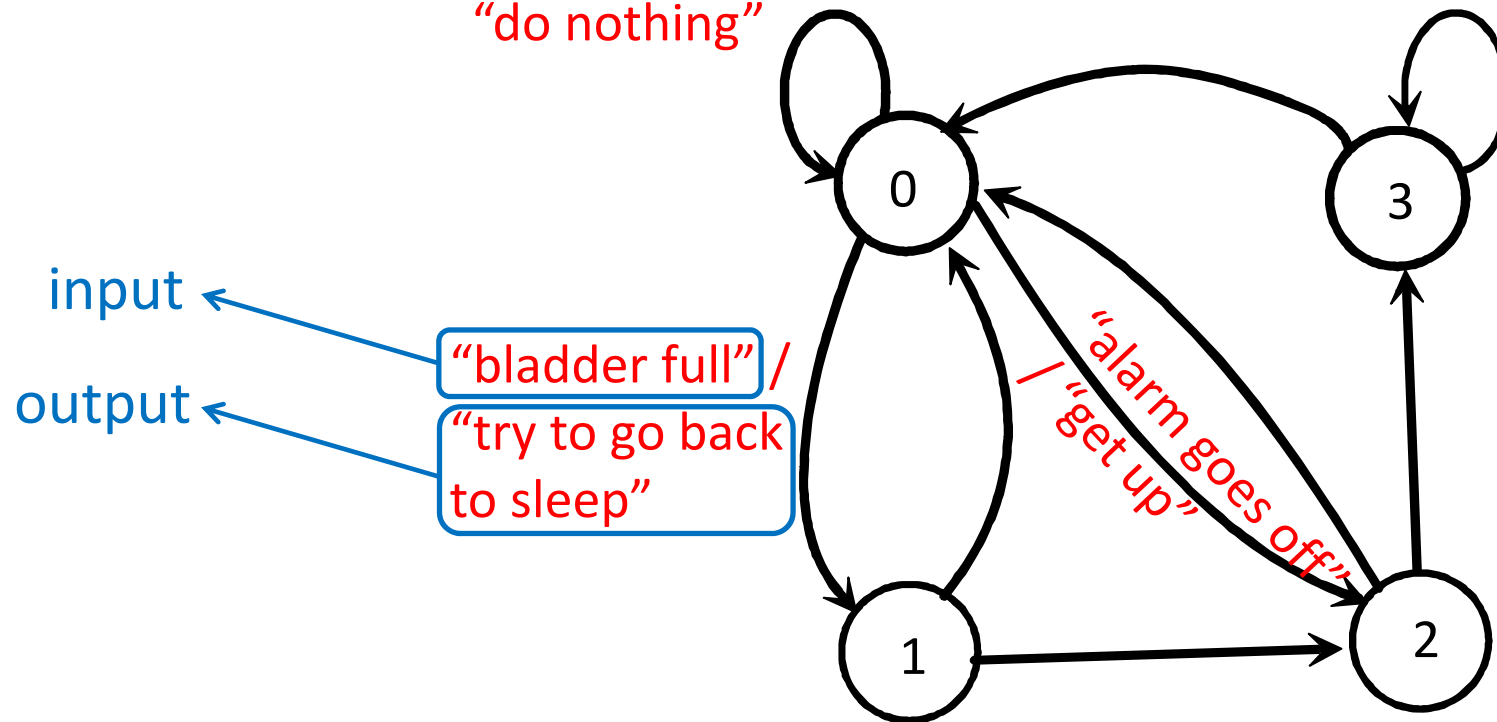 “do nothing”
0
3
input
“bladder full” /
output
“try to go back
to sleep”
“alarm goes off”
/ “get up”
1
2